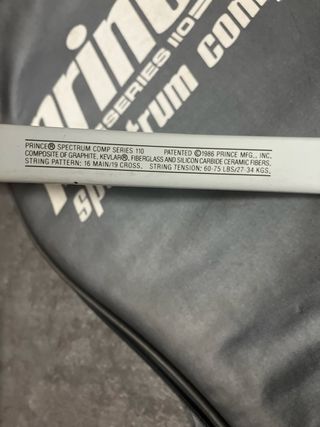 prince
SERIES 110
spectrum comp
PRINCE® SPECTRUM COMP SERIES 110 PATENTED ©1986 PRINCE MFG., INC.
COMPOSITE OF GRAPHITE, KEVLAR®, FIBERGLASS AND SILICON CARBIDE CERAMIC FIBERS.
STRING PATTERN: 16 MAIN/19 CROSS. STRING TENSION: 60-75 LBS/27-34 KGS.